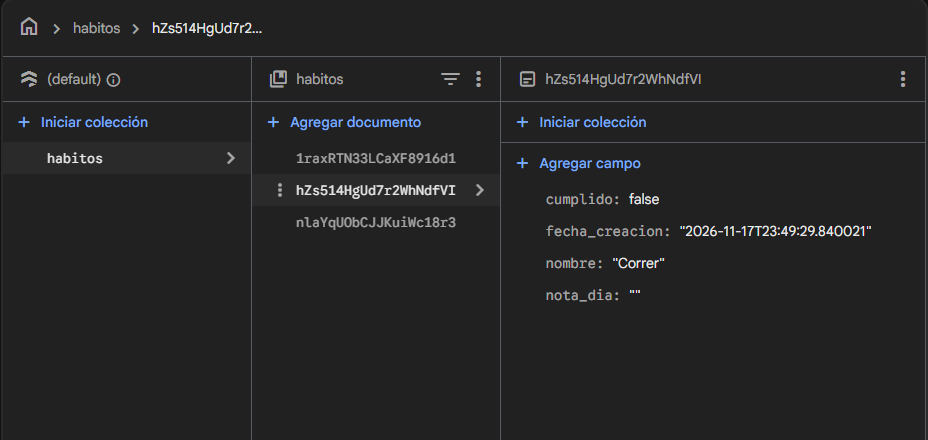 habitos hZs514HgUd7r2...
(default)
habitos
hZs514HgUd7r2WhNdfVI
Iniciar colección
Agregar documento
Iniciar colección
habitos
1raxRTN33LCaXF8916d1
hZs514HgUd7r2WhNdfVI
nlaYqUObCJJKuiWc18r3
Agregar campo
cumplido: false
fecha_creacion: "2026-11-17T23:49:29.840021"
nombre: "Correr"
nota_dia: ""